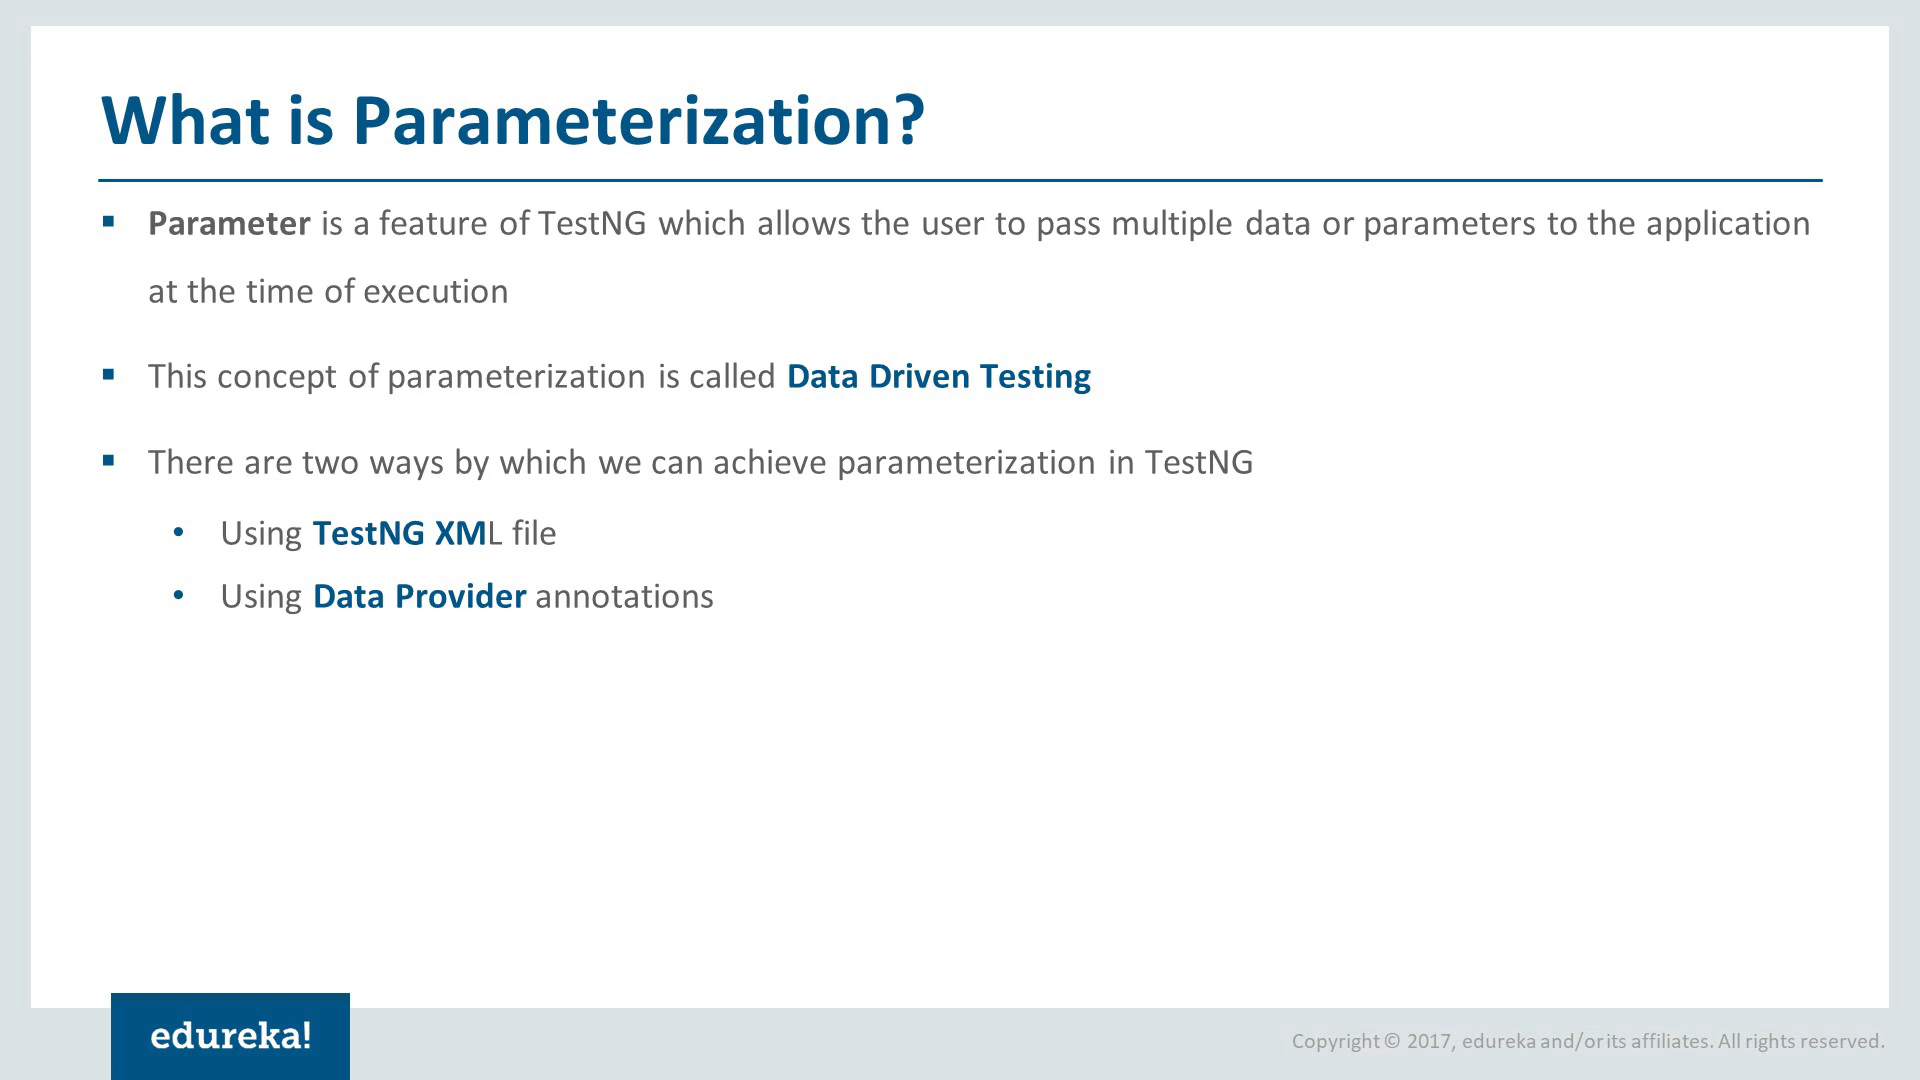 What is Parameterization?
▪ Parameter is a feature of TestNG which allows the user to pass multiple data or parameters to the application
at the time of execution
▪ This concept of parameterization is called Data Driven Testing
▪ There are two ways by which we can achieve parameterization in TestNG
• Using TestNG XML file
• Using Data Provider annotations
edureka!
Copyright © 2017, edureka and/or its affiliates. All rights reserved.